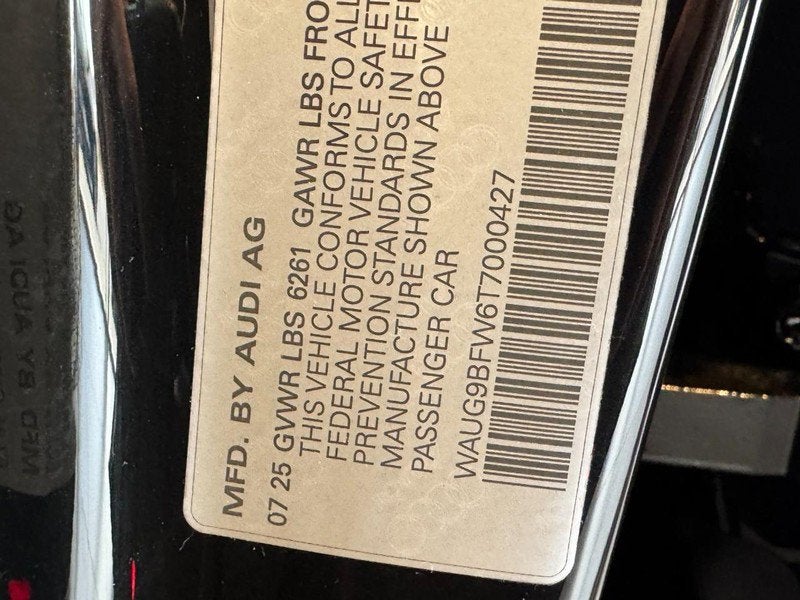 MFD. BY AUDI AG
07 25 GVWR LBS 6261 GAWR LBS FRO
THIS VEHICLE CONFORMS TO ALL
FEDERAL MOTOR VEHICLE SAFET
PREVENTION STANDARDS IN EFF
MANUFACTURE SHOWN ABOVE
PASSENGER CAR
WAUG9BFW6T7000427